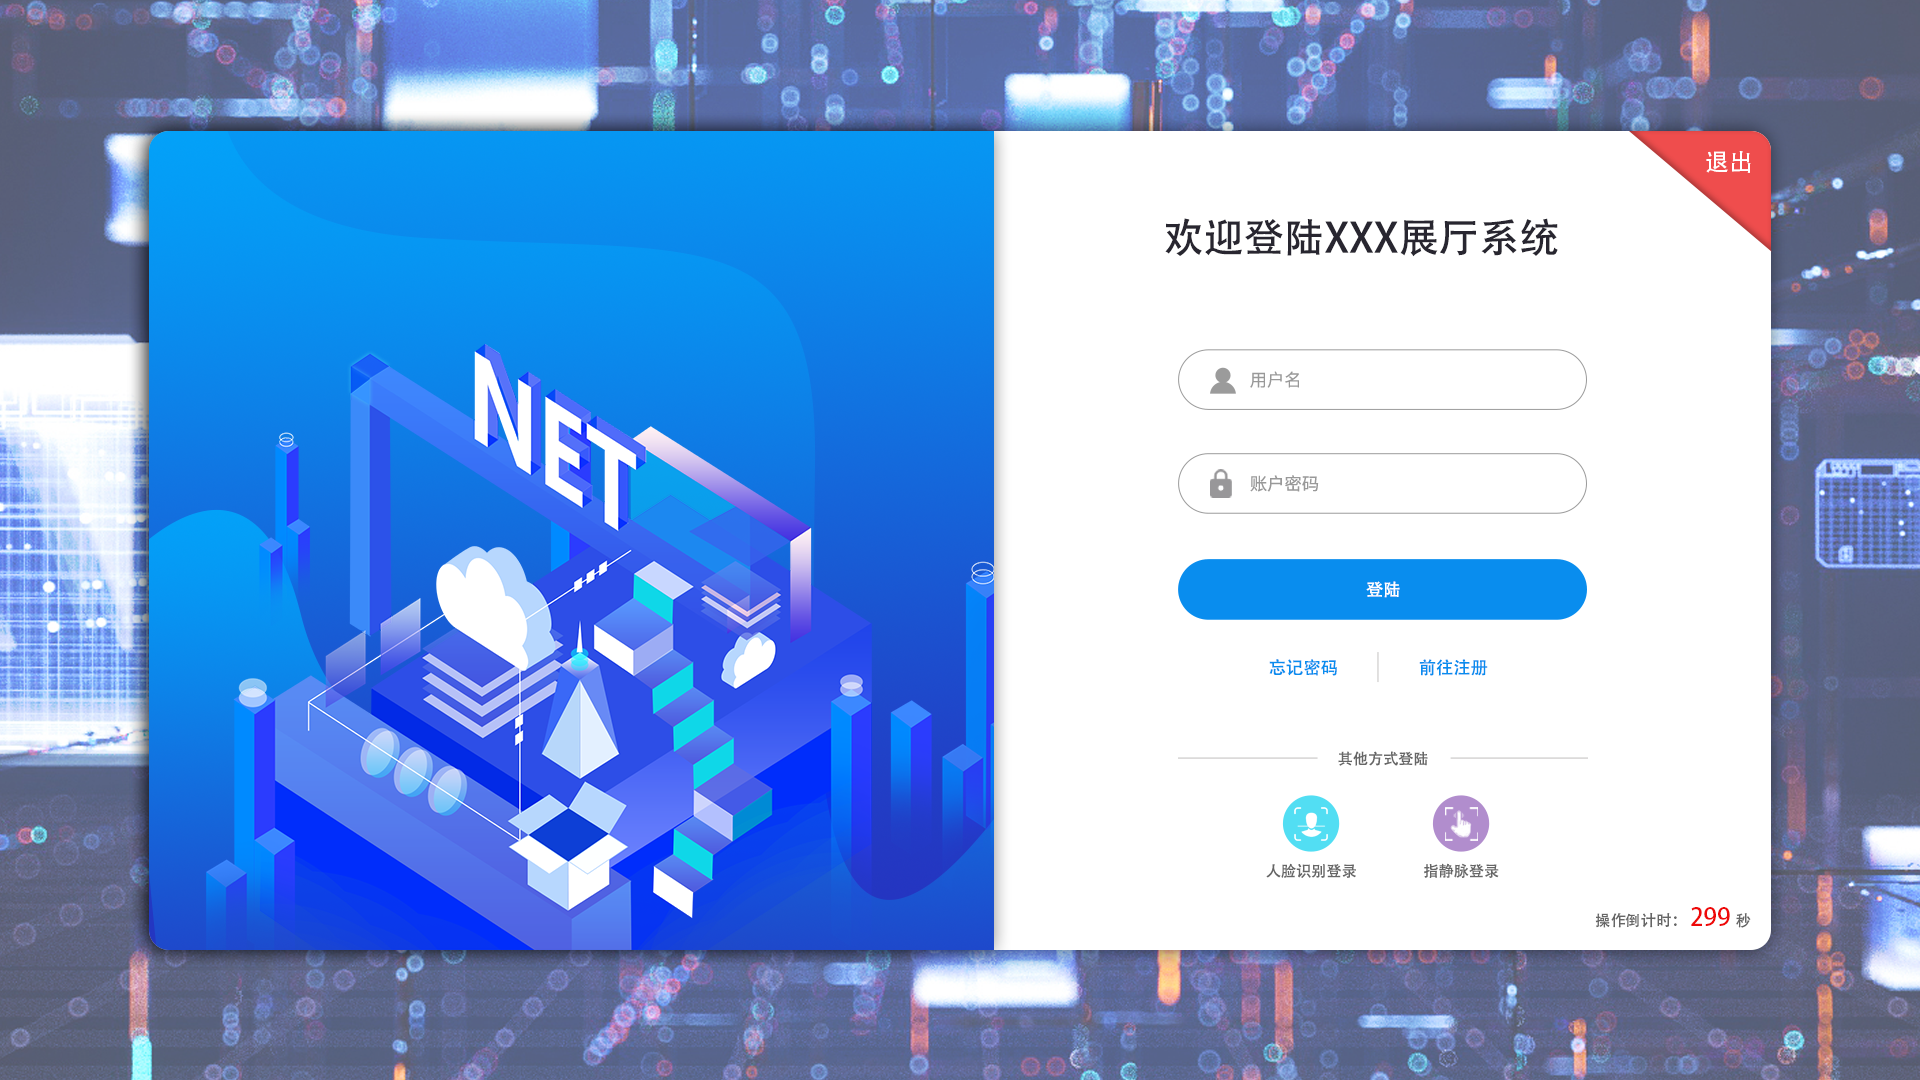 退出
欢迎登陆XXX展厅系统
NET
用户名
账户密码
登陆
忘记密码 前往注册
其他方式登陆
人脸识别登录 指静脉登录
操作倒计时： 299 秒